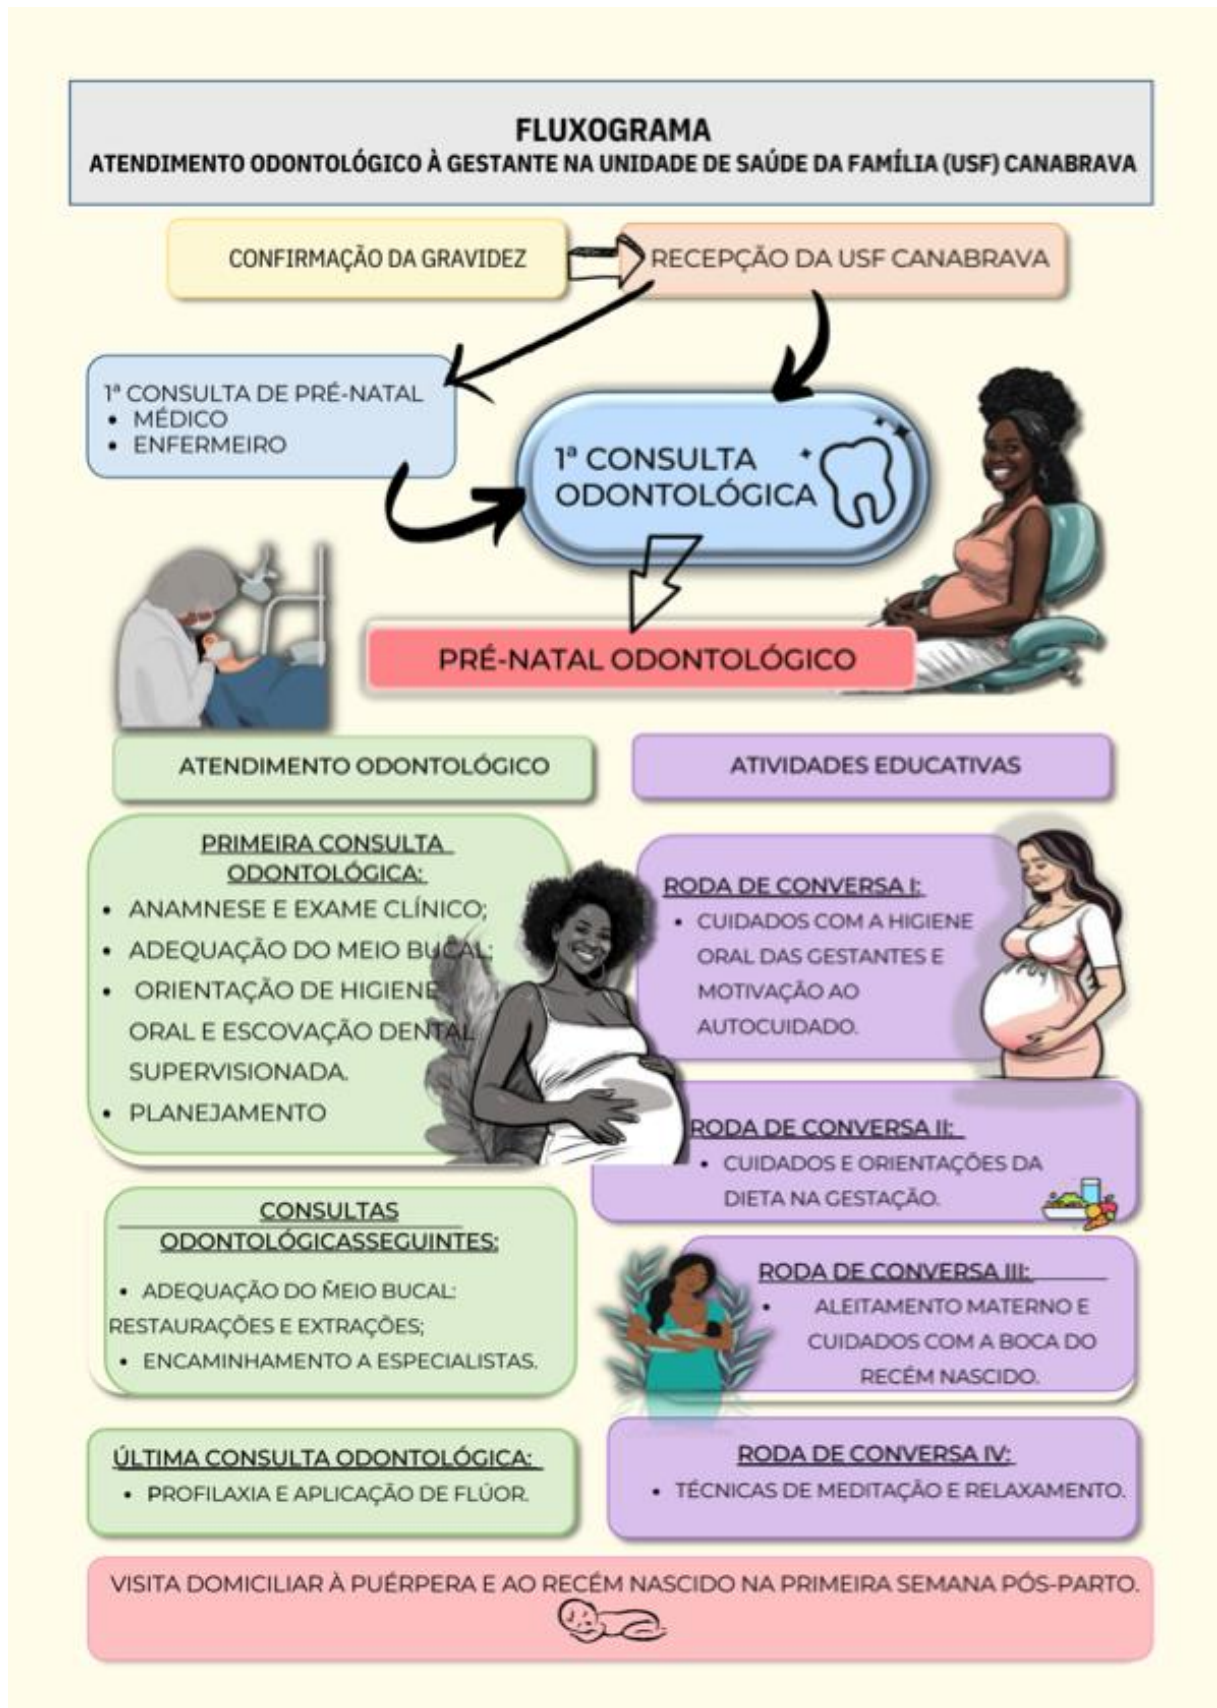 FLUXOGRAMA
ATENDIMENTO ODONTOLÓGICO À GESTANTE NA UNIDADE DE SAÚDE DA FAMÍLIA (USF) CANABRAVA
CONFIRMAÇÃO DA GRAVIDEZ
RECEPÇÃO DA USF CANABRAVA
1ª CONSULTA DE PRÉ-NATAL
• MÉDICO
• ENFERMEIRO
1ª CONSULTA
ODONTOLÓGICA
PRÉ-NATAL ODONTOLÓGICO
ATENDIMENTO ODONTOLÓGICO
PRIMEIRA CONSULTA
ODONTOLÓGICA:
• ANAMNESE E EXAME CLÍNICO;
• ADEQUAÇÃO DO MEIO BUCAL;
• ORIENTAÇÃO DE HIGIENE
ORAL E ESCOVAÇÃO DENTAL
SUPERVISIONADA.
• PLANEJAMENTO
CONSULTAS
ODONTOLÓGICASSEGUINTES:
• ADEQUAÇÃO DO MEIO BUCAL:
RESTAURAÇÕES E EXTRAÇÕES;
• ENCAMINHAMENTO A ESPECIALISTAS.
ÚLTIMA CONSULTA ODONTOLÓGICA:
• PROFILAXIA E APLICAÇÃO DE FLÚOR.
ATIVIDADES EDUCATIVAS
RODA DE CONVERSA I:
• CUIDADOS COM A HIGIENE
ORAL DAS GESTANTES E
MOTIVAÇÃO AO
AUTOCUIDADO.
RODA DE CONVERSA II:
• CUIDADOS E ORIENTAÇÕES DA
DIETA NA GESTAÇÃO.
RODA DE CONVERSA III:
• ALEITAMENTO MATERNO E
CUIDADOS COM A BOCA DO
RECÉM NASCIDO.
RODA DE CONVERSA IV:
• TÉCNICAS DE MEDITAÇÃO E RELAXAMENTO.
VISITA DOMICILIAR À PUÉRPERA E AO RECÉM NASCIDO NA PRIMEIRA SEMANA PÓS-PARTO.